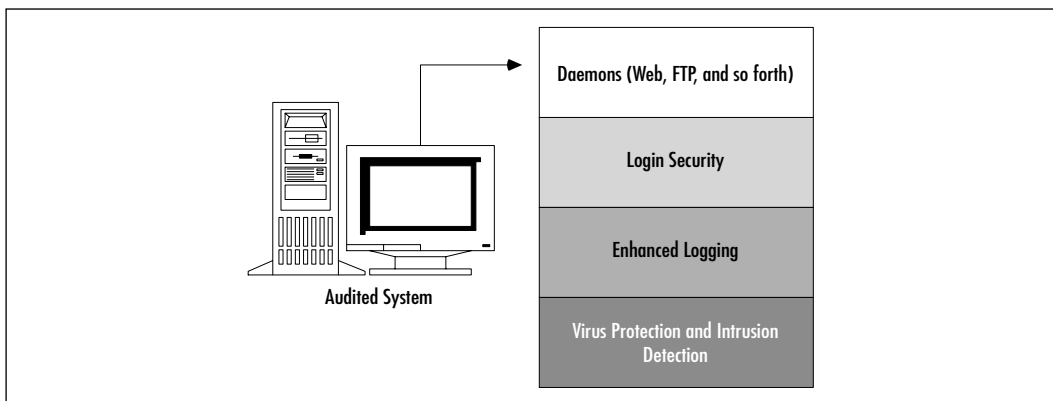 Daemons (Web, FTP, and so forth)
Login Security
Enhanced Logging
Virus Protection and Intrusion
Detection
Audited System